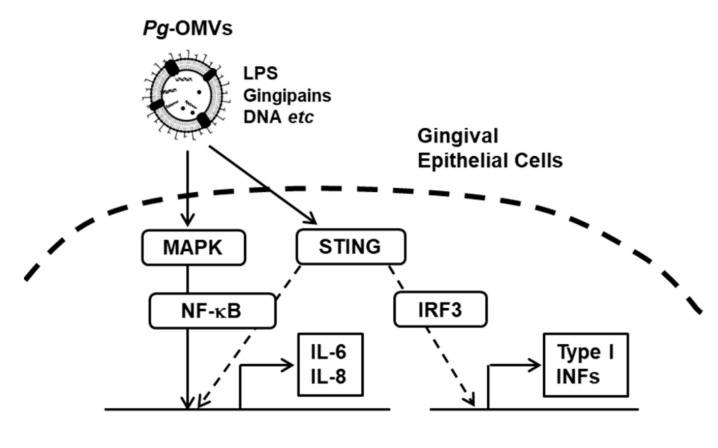 Pg-OMVs
LPS
Gingipains
DNA etc
Gingival
Epithelial Cells
MAPK
STING
NF-κB
IRF3
IL-6
IL-8
Type I
INFs